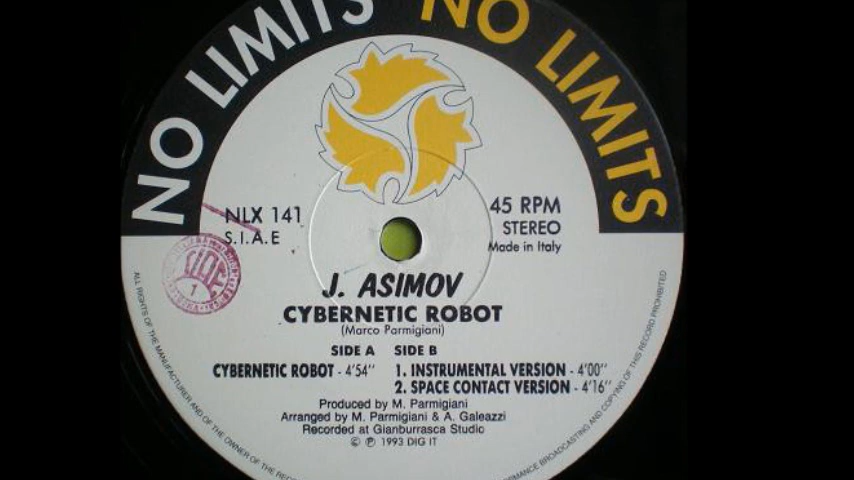 NO LIMITS
NO LIMITS
NLX 141
S.I.A.E
45 RPM
STEREO
Made in Italy
SIAE
1
J. ASIMOV
CYBERNETIC ROBOT
(Marco Parmigiani)
SIDE A SIDE B
CYBERNETIC ROBOT - 4'54"
1. INSTRUMENTAL VERSION - 4'00"
2. SPACE CONTACT VERSION - 4'16"
Produced by M. Parmigiani
Arranged by M. Parmigiani & A. Galeazzi
Recorded at Gianburrasca Studio
© ℗ 1993 DIG IT
ALL RIGHTS OF THE MANUFACTURER AND OF THE OWNER OF THE
PERFORMANCE BROADCASTING AND COPYING OF THIS RECORD PROHIBITED